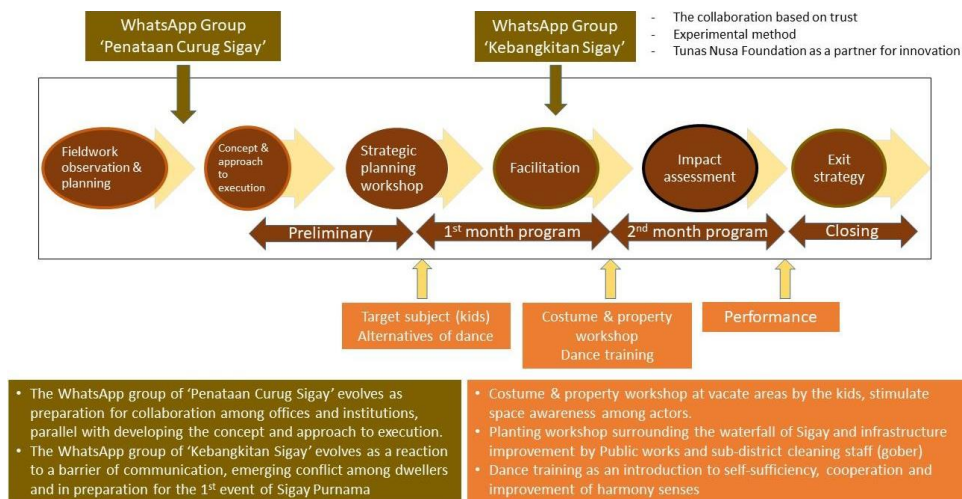 WhatsApp Group
‘Penataan Curug Sigay’
WhatsApp Group
‘Kebangkitan Sigay’
- The collaboration based on trust
- Experimental method
- Tunas Nusa Foundation as a partner for innovation
Fieldwork
observation &
planning
Concept &
approach
to
execution
Strategic
planning
workshop
Facilitation
Impact
assessment
Exit
strategy
Preliminary
1st month program
2nd month program
Closing
Target subject (kids)
Alternatives of dance
Costume & property
workshop
Dance training
Performance
• The WhatsApp group of ‘Penataan Curug Sigay’ evolves as
preparation for collaboration among offices and institutions,
parallel with developing the concept and approach to execution.
• The WhatsApp group of ‘Kebangkitan Sigay’ evolves as a reaction
to a barrier of communication, emerging conflict among dwellers
and in preparation for the 1st event of Sigay Purnama
• Costume & property workshop at vacate areas by the kids, stimulate
space awareness among actors.
• Planting workshop surrounding the waterfall of Sigay and infrastructure
improvement by Public works and sub-district cleaning staff (gober)
• Dance training as an introduction to self-sufficiency, cooperation and
improvement of harmony senses